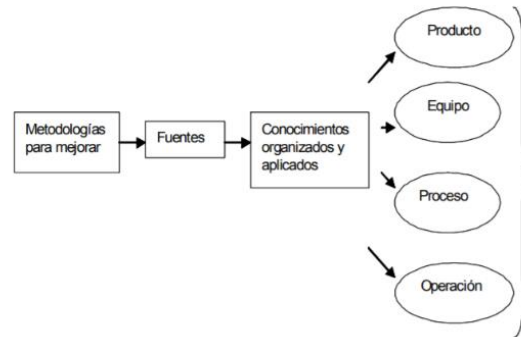 Metodologías
para mejorar
Fuentes
Conocimientos
organizados y
aplicados
Producto
Equipo
Proceso
Operación